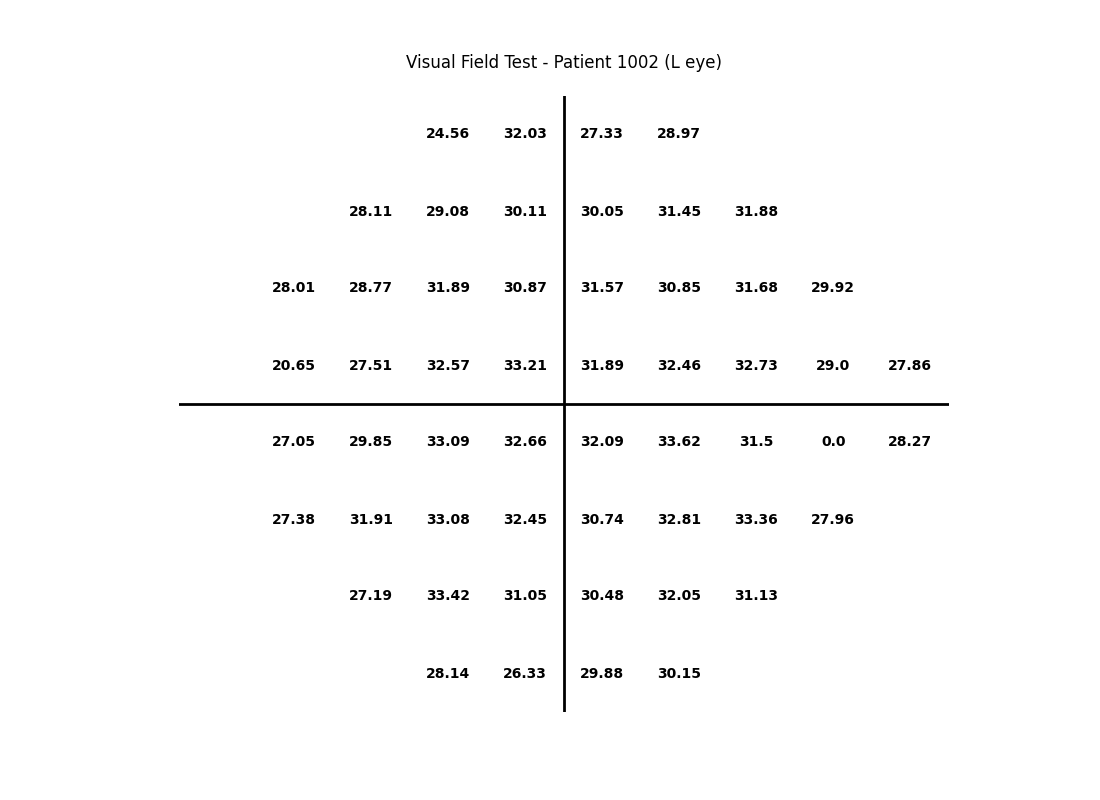 Visual Field Test - Patient 1002 (L eye)
24.56 32.03 27.33 28.97
28.11 29.08 30.11 30.05 31.45 31.88
28.01 28.77 31.89 30.87 31.57 30.85 31.68 29.92
20.65 27.51 32.57 33.21 31.89 32.46 32.73 29.0 27.86
27.05 29.85 33.09 32.66 32.09 33.62 31.5 0.0 28.27
27.38 31.91 33.08 32.45 30.74 32.81 33.36 27.96
27.19 33.42 31.05 30.48 32.05 31.13
28.14 26.33 29.88 30.15